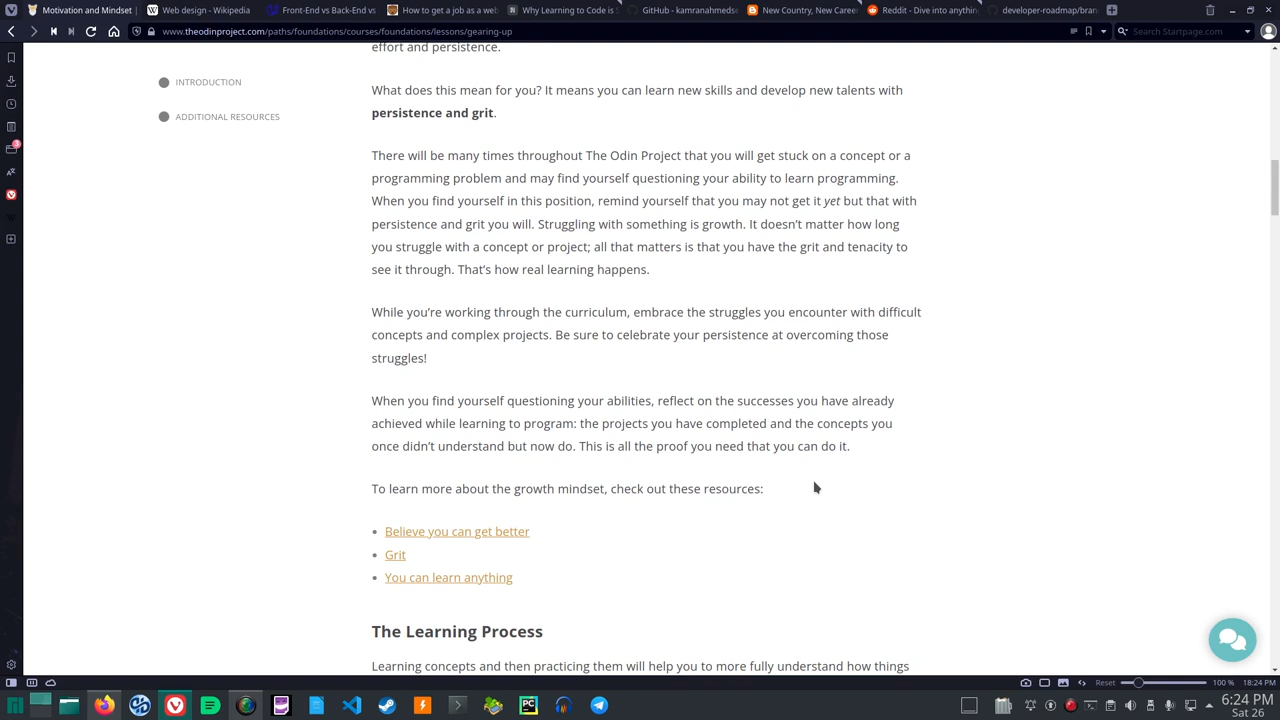 Motivation and Mindset
Web design - Wikipedia
Front-End vs Back-End vs
How to get a job as a web
Why Learning to Code is S
GitHub - kamranahmedse
New Country, New Career
Reddit - Dive into anythin
developer-roadmap/bran
www.theodinproject.com/paths/foundations/courses/foundations/lessons/gearing-up
Search Startpage.com
effort and persistence.
INTRODUCTION
ADDITIONAL RESOURCES
What does this mean for you? It means you can learn new skills and develop new talents with
persistence and grit.
There will be many times throughout The Odin Project that you will get stuck on a concept or a
programming problem and may find yourself questioning your ability to learn programming.
When you find yourself in this position, remind yourself that you may not get it yet but that with
persistence and grit you will. Struggling with something is growth. It doesn’t matter how long
you struggle with a concept or project; all that matters is that you have the grit and tenacity to
see it through. That’s how real learning happens.
While you’re working through the curriculum, embrace the struggles you encounter with difficult
concepts and complex projects. Be sure to celebrate your persistence at overcoming those
struggles!
When you find yourself questioning your abilities, reflect on the successes you have already
achieved while learning to program: the projects you have completed and the concepts you
once didn’t understand but now do. This is all the proof you need that you can do it.
To learn more about the growth mindset, check out these resources:
• Believe you can get better
• Grit
• You can learn anything
The Learning Process
Learning concepts and then practicing them will help you to more fully understand how things
3
Reset
100 %
18:24 PM
6:24 PM
Sat 26